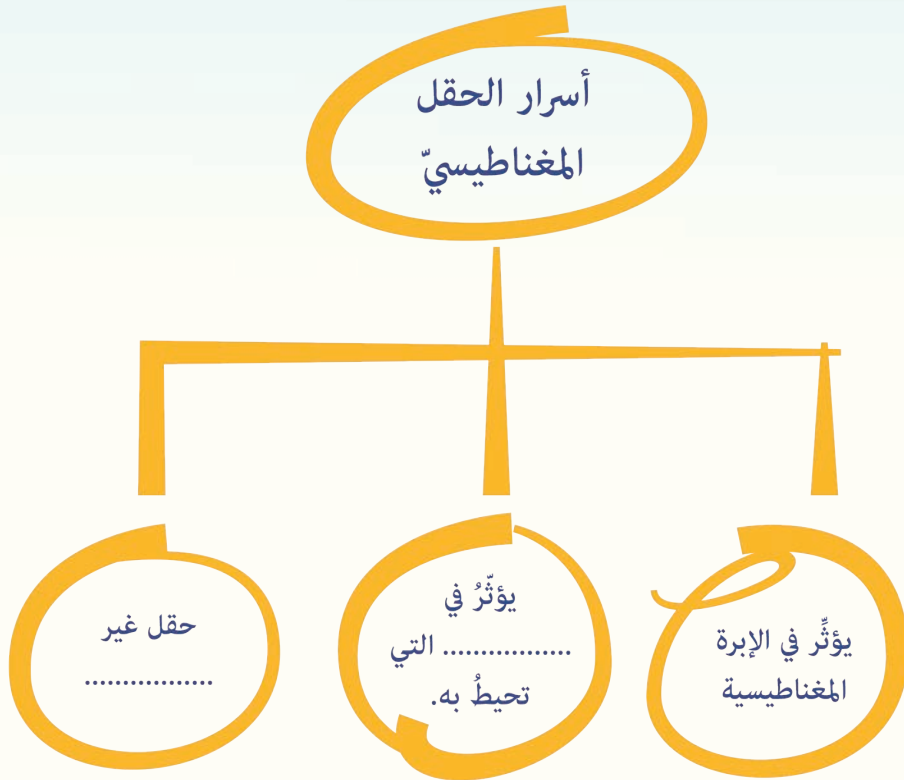 أسرار الحقل
المغناطيسيّ
يؤثِّر في الإبرة
المغناطيسية
يؤثّرُ في
................. التي
تحيطُ به.
حقل غير
.................